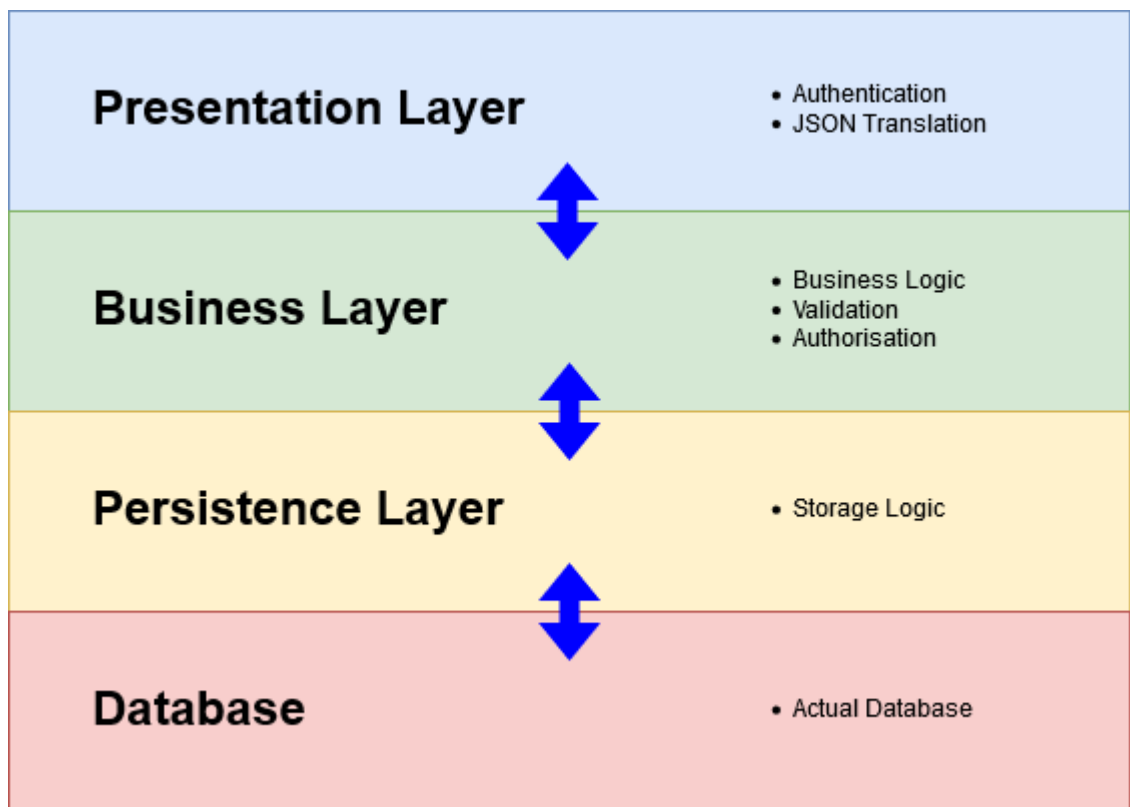 Presentation Layer
• Authentication
• JSON Translation
Business Layer
• Business Logic
• Validation
• Authorisation
Persistence Layer
• Storage Logic
Database
• Actual Database